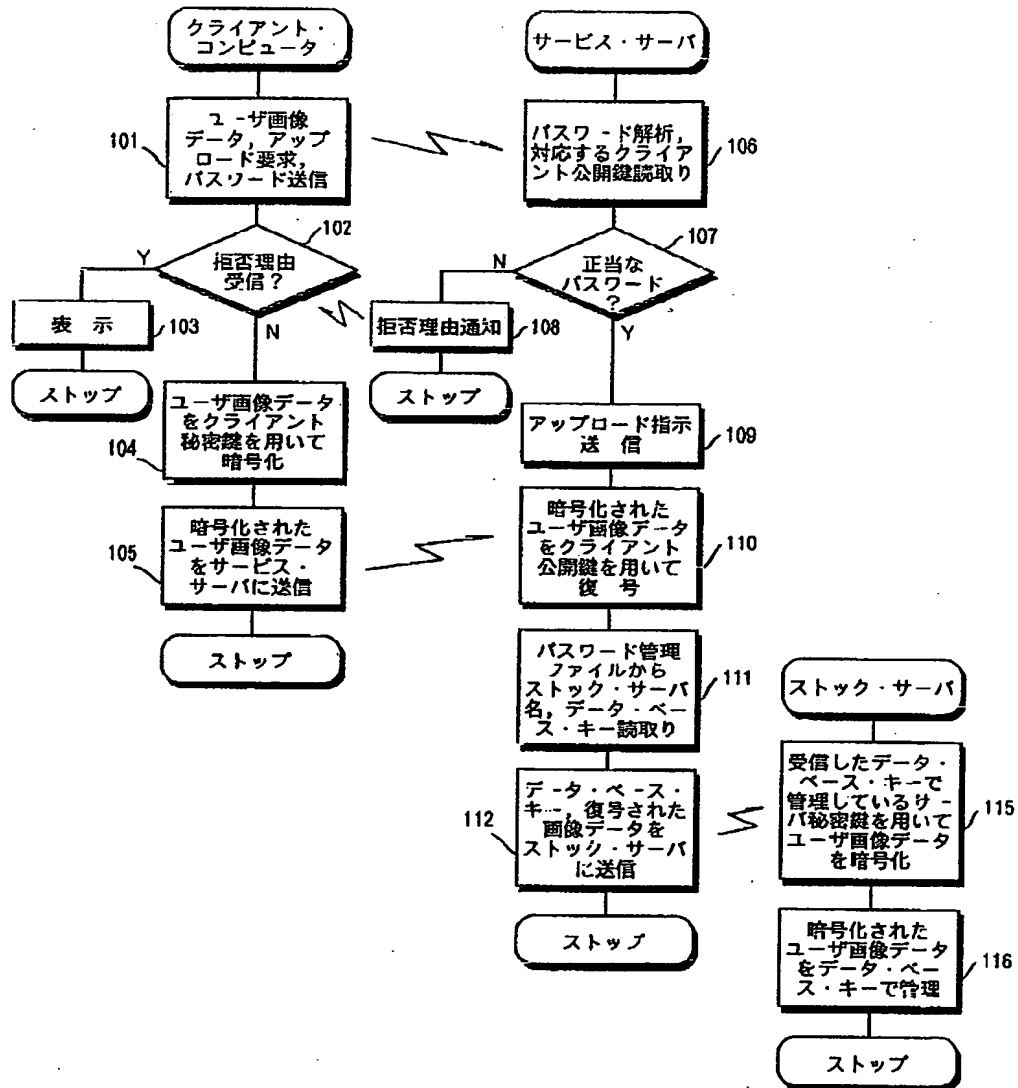 クライアント・
コンピュータ
101
ユーザ画像
データ，アップ
ロード要求，
パスワード送信
102
拒否理由
受信？
Y
N
表　示
103
ストップ
ユーザ画像データ
をクライアント
秘密鍵を用いて
暗号化
104
暗号化された
ユーザ画像データ
をサービス・
サーバに送信
105
ストップ
サービス・サーバ
パスワード解析，
対応するクライア
ント公開鍵読取り
106
107
正当な
パスワード
？
N
Y
拒否理由通知
108
ストップ
アップロード指示
送　信
109
暗号化された
ユーザ画像データ
をクライアント
公開鍵を用いて
復　号
110
パスワード管理
ファイルから
ストック・サーバ
名，データ・ベー
ス・キー読取り
111
データ・ベース・
キー，復号された
画像データを
ストック・サーバ
に送信
112
ストップ
ストック・サーバ
受信したデータ・
ベース・キーで
管理しているサー
バ秘密鍵を用いて
ユーザ画像データ
を暗号化
115
暗号化された
ユーザ画像データ
をデータ・ベー
ス・キーで管理
116
ストップ